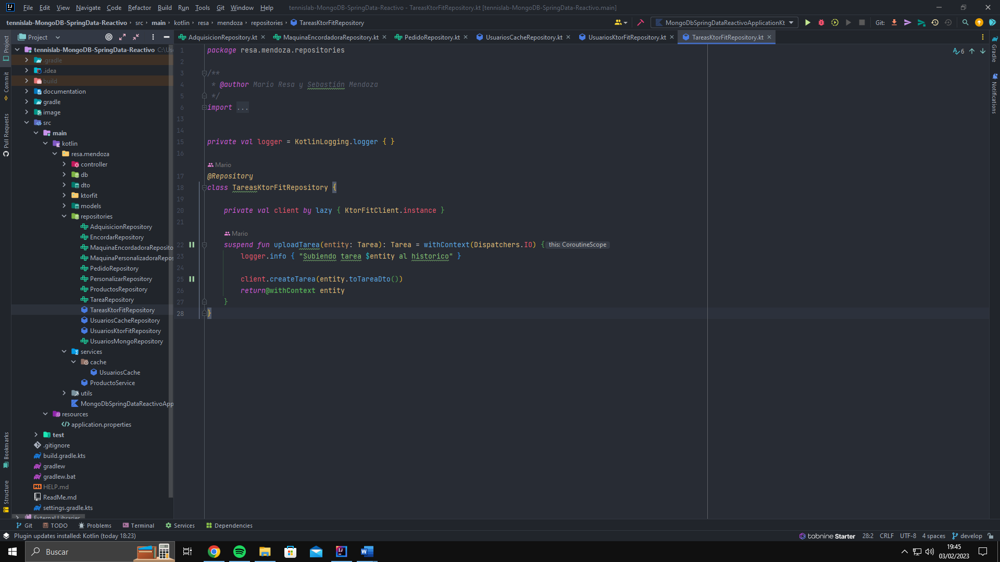 File Edit View Navigate Code Refactor Build Run Tools Git Window Help tennislab-MongoDB-SpringData-Reactivo - TareasKtorFitRepository.kt [tennislab-MongoDB-SpringData-Reactivo.main]
tennislab-MongoDB-SpringData-Reactivo src main kotlin resa mendoza repositories TareasKtorFitRepository
MongoDbSpringDataReactivoApplicationKt
Git:
Project
AdquisicionRepository.kt MaquinaEncordadoraRepository.kt PedidoRepository.kt UsuariosCacheRepository.kt UsuariosKtorFitRepository.kt TareasKtorFitRepository.kt
Project
Commit
Pull Requests
Bookmarks
Structure
tennislab-MongoDB-SpringData-Reactivo C:\Us
.gradle
.idea
build
documentation
gradle
image
src
main
kotlin
resa.mendoza
controller
db
dto
ktorfit
models
repositories
AdquisicionRepository
EncordarRepository
MaquinaEncordadoraReposito
MaquinaPersonalizadoraRepos
PedidoRepository
PersonalizarRepository
ProductosRepository
TareaRepository
TareasKtorFitRepository
UsuariosCacheRepository
UsuariosKtorFitRepository
UsuariosMongoRepository
services
cache
UsuariosCache
ProductoService
utils
MongoDbSpringDataReactivoApp
resources
application.properties
test
.gitignore
build.gradle.kts
gradlew
gradlew.bat
HELP.md
ReadMe.md
settings.gradle.kts
External Libraries
1 package resa.mendoza.repositories
2
3 /**
4 * @author Mario Resa y Sebastián Mendoza
5 */
6 import ...
13
14
15 private val logger = KotlinLogging.logger { }
16
Mario
17 @Repository
18 class TareasKtorFitRepository {
19
20 private val client by lazy { KtorFitClient.instance }
21
Mario
22 suspend fun uploadTarea(entity: Tarea): Tarea = withContext(Dispatchers.IO) { this: CoroutineScope
23 logger.info { "Subiendo tarea $entity al historico" }
24
25 client.createTarea(entity.toTareaDto())
26 return@withContext entity
27 }
28 }
6
Gradle
Notifications
Git TODO Problems Terminal Services Dependencies
Plugin updates installed: Kotlin (today 18:23)
tabnine Starter 28:2 CRLF UTF-8 4 spaces develop
Buscar
19:45
03/02/2023